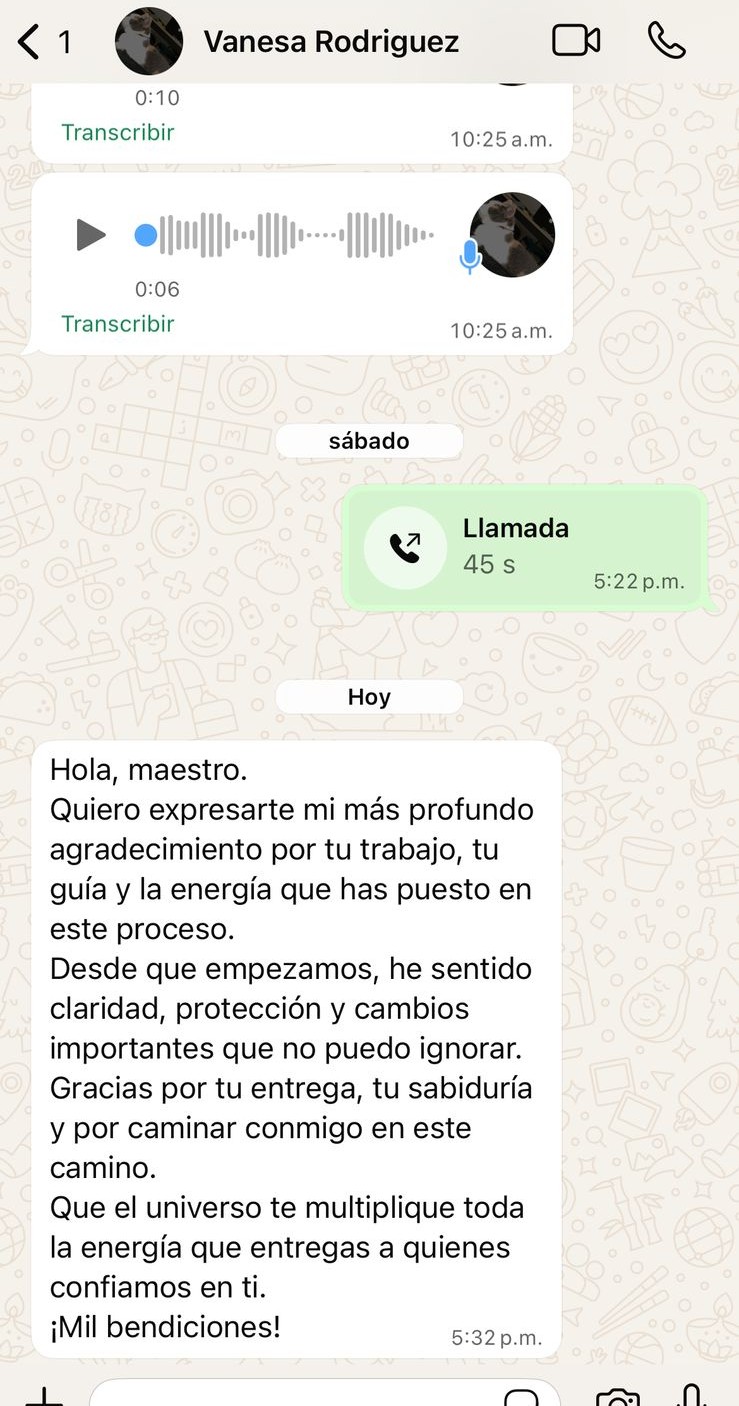 1
Vanesa Rodriguez
0:10
Transcribir
10:25 a.m.
0:06
Transcribir
10:25 a.m.
sábado
Llamada
45 s
5:22 p.m.
Hoy
Hola, maestro.
Quiero expresarte mi más profundo
agradecimiento por tu trabajo, tu
guía y la energía que has puesto en
este proceso.
Desde que empezamos, he sentido
claridad, protección y cambios
importantes que no puedo ignorar.
Gracias por tu entrega, tu sabiduría
y por caminar conmigo en este
camino.
Que el universo te multiplique toda
la energía que entregas a quienes
confiamos en ti.
¡Mil bendiciones!
5:32 p.m.